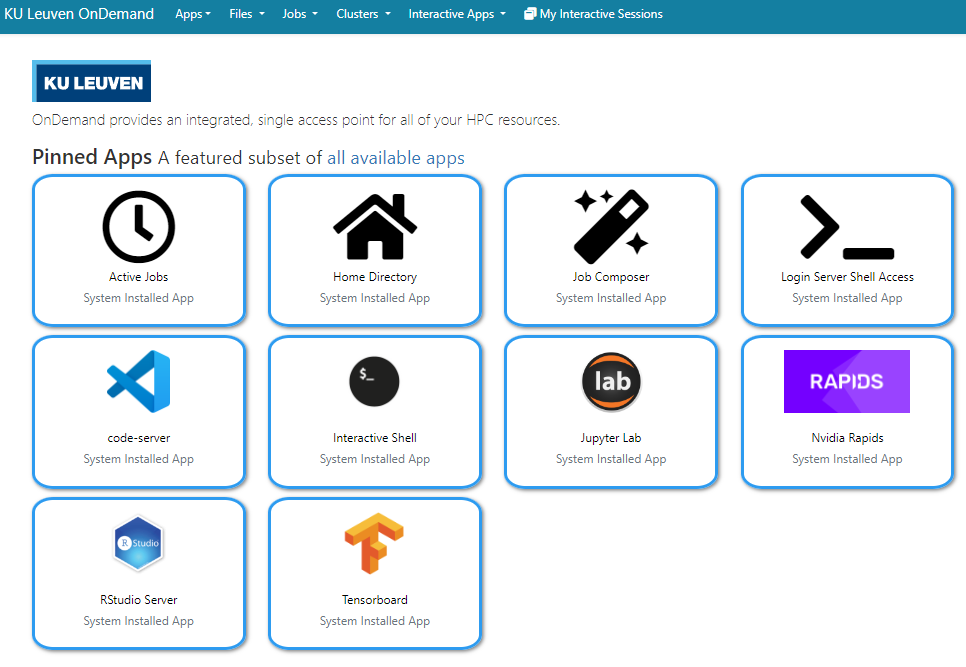 KU Leuven OnDemand Apps Files Jobs Clusters Interactive Apps My Interactive Sessions
KU LEUVEN
OnDemand provides an integrated, single access point for all of your HPC resources.
Pinned Apps A featured subset of all available apps
Active Jobs
System Installed App
Home Directory
System Installed App
Job Composer
System Installed App
Login Server Shell Access
System Installed App
code-server
System Installed App
$_
Interactive Shell
System Installed App
lab
Jupyter Lab
System Installed App
RAPIDS
Nvidia Rapids
System Installed App
R Studio
RStudio Server
System Installed App
Tensorboard
System Installed App